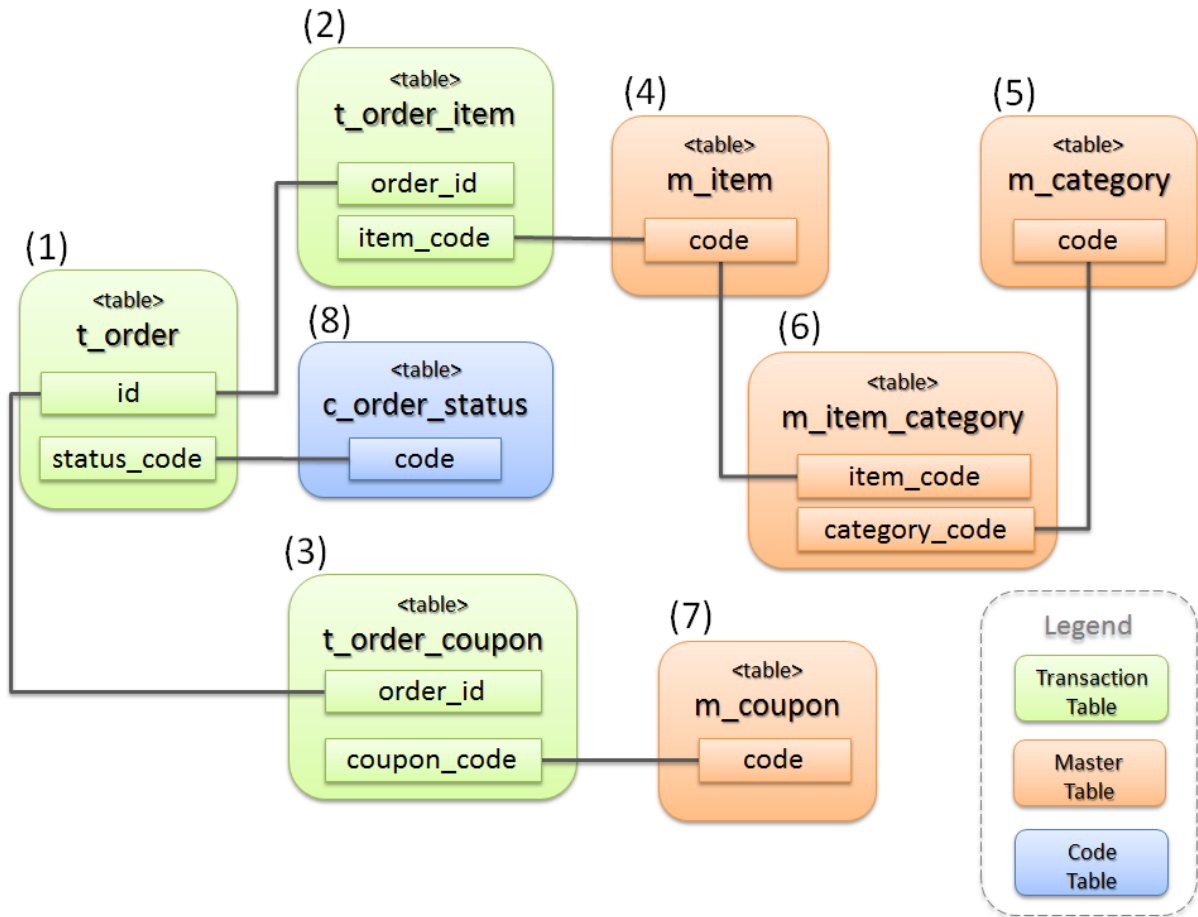 (1)
<table>
t_order
id
status_code
(2)
<table>
t_order_item
order_id
item_code
(3)
<table>
t_order_coupon
order_id
coupon_code
(4)
<table>
m_item
code
(5)
<table>
m_category
code
(6)
<table>
m_item_category
item_code
category_code
(7)
<table>
m_coupon
code
(8)
<table>
c_order_status
code
Legend
Transaction
Table
Master
Table
Code
Table